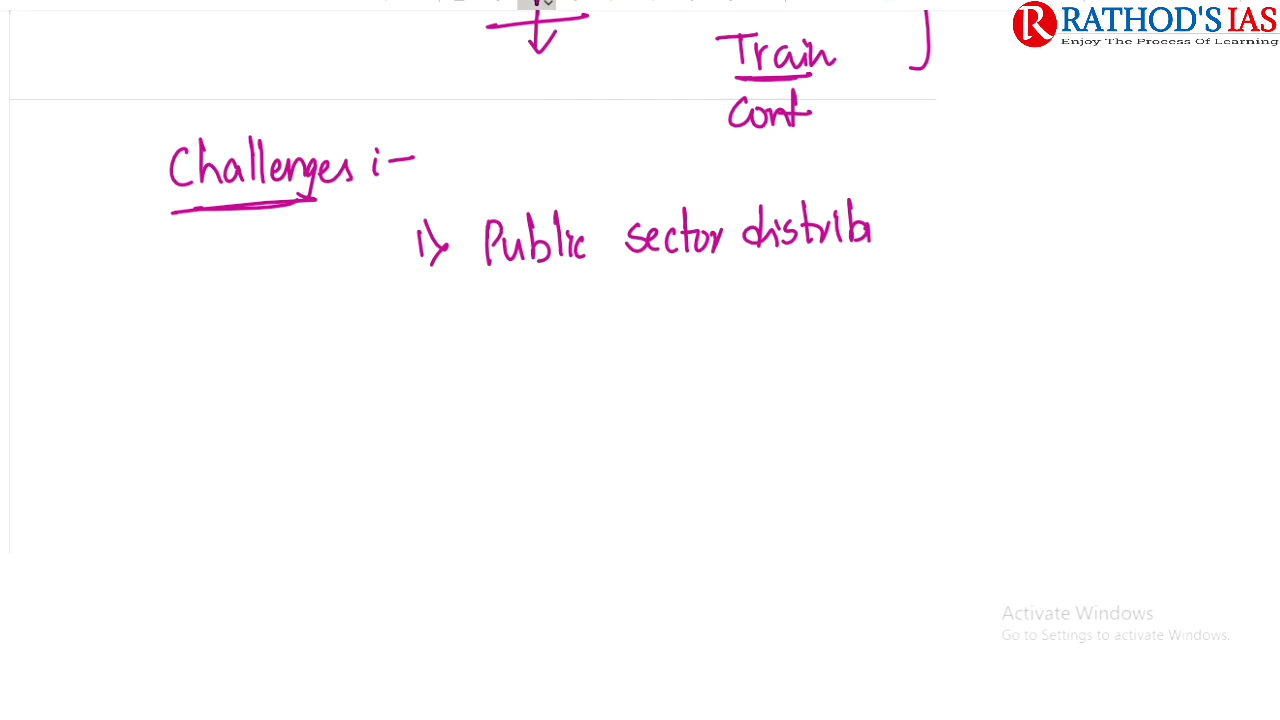 RATHOD'S IAS
Enjoy The Process Of Learning
Train
Cont
Challenges :-
1) Public sector distrib
Activate Windows
Go to Settings to activate Windows.